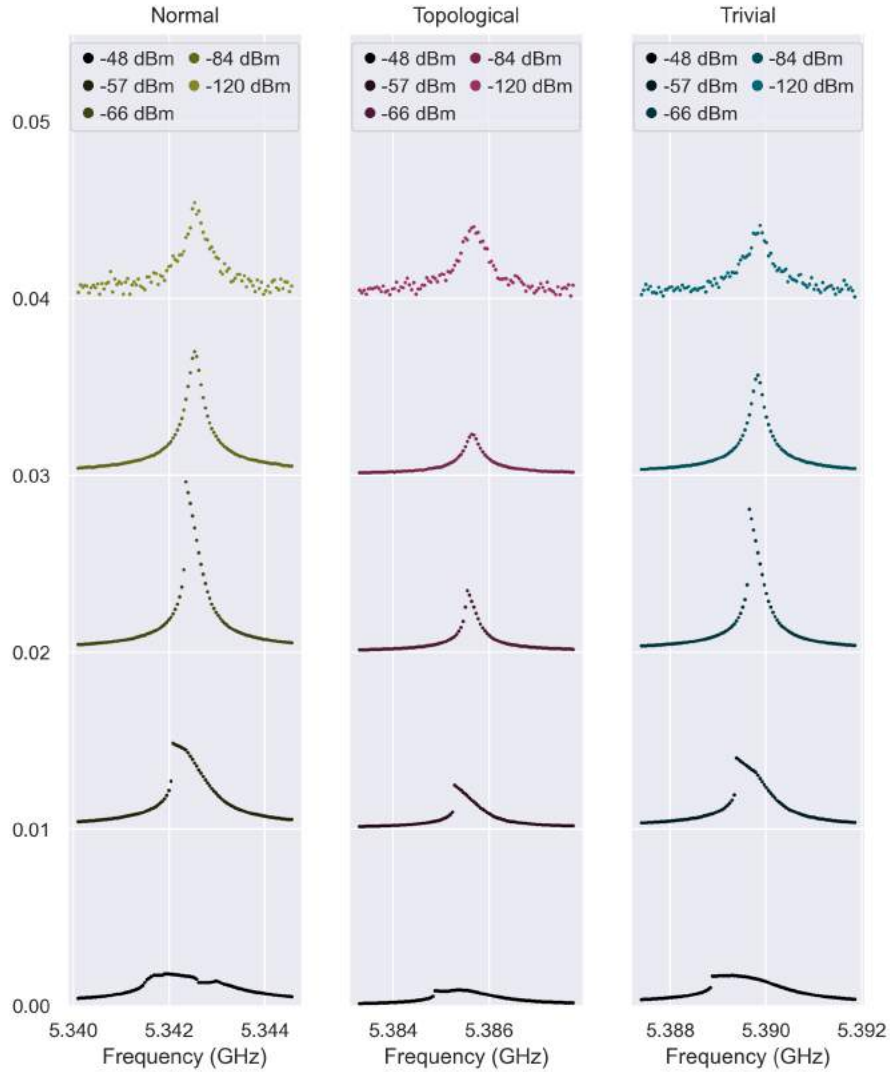 Normal
Topological
Trivial
-48 dBm -84 dBm
-57 dBm -120 dBm
-66 dBm
-48 dBm -84 dBm
-57 dBm -120 dBm
-66 dBm
-48 dBm -84 dBm
-57 dBm -120 dBm
-66 dBm
0.05
0.04
0.03
0.02
0.01
0.00
5.340 5.342 5.344
5.384 5.386
5.388 5.390 5.392
Frequency (GHz)
Frequency (GHz)
Frequency (GHz)